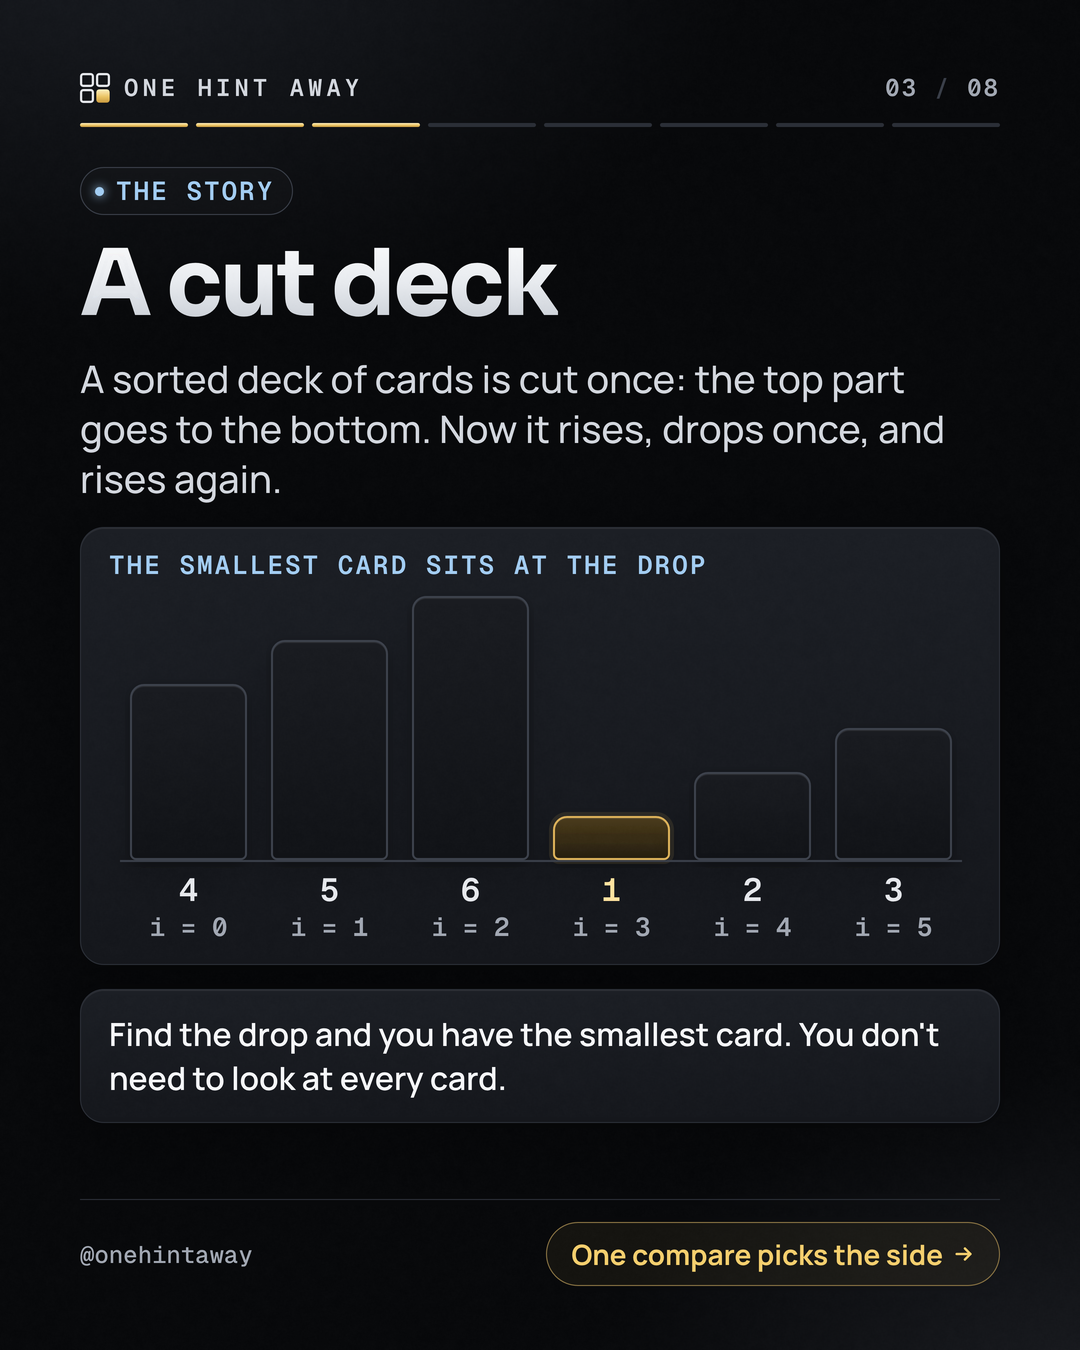 ONE HINT AWAY
03 / 08
THE STORY
A cut deck
A sorted deck of cards is cut once: the top part
goes to the bottom. Now it rises, drops once, and
rises again.
THE SMALLEST CARD SITS AT THE DROP
4 5 6 1 2 3
i = 0 i = 1 i = 2 i = 3 i = 4 i = 5
Find the drop and you have the smallest card. You don't
need to look at every card.
@onehintaway
One compare picks the side →